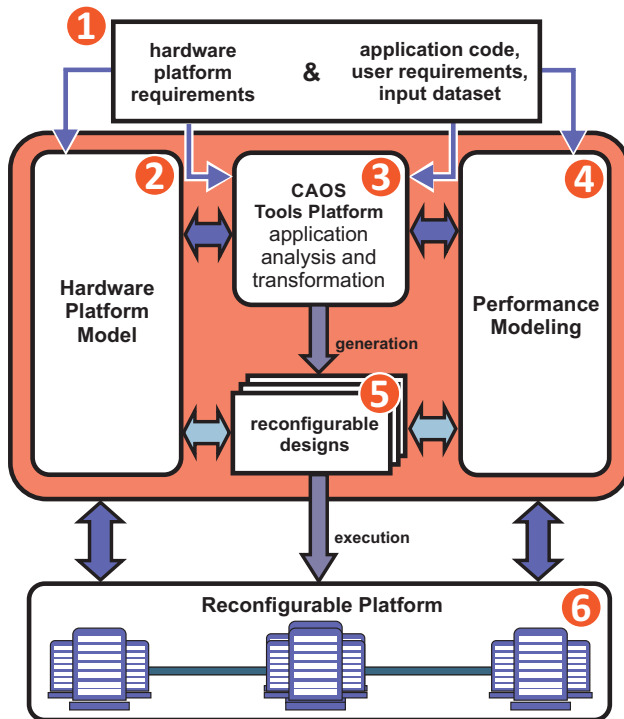 1
hardware
platform
requirements
&
application code,
user requirements,
input dataset
2
Hardware
Platform
Model
3
CAOS
Tools Platform
application
analysis and
transformation
4
Performance
Modeling
generation
5
reconfigurable
designs
execution
6
Reconfigurable Platform